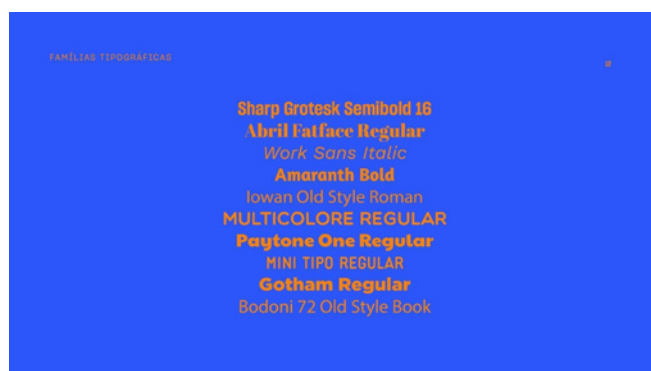 FAMÍLIAS TIPOGRÁFICAS
Sharp Grotesk Semibold 16
Abril Fatface Regular
Work Sans Italic
Amaranth Bold
Iowan Old Style Roman
MULTICOLORE REGULAR
Paytone One Regular
MINI TIPO REGULAR
Gotham Regular
Bodoni 72 Old Style Book